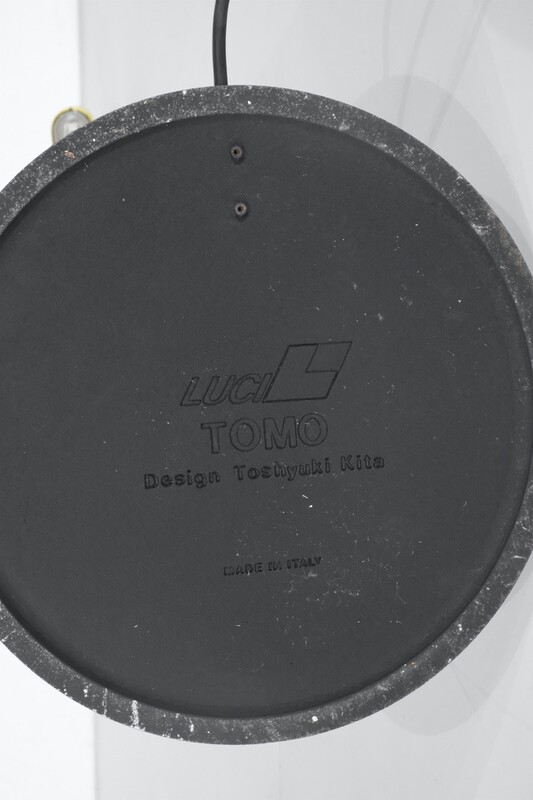 LUCI
TOMO
Design Toshyuki Kita
MADE IN ITALY